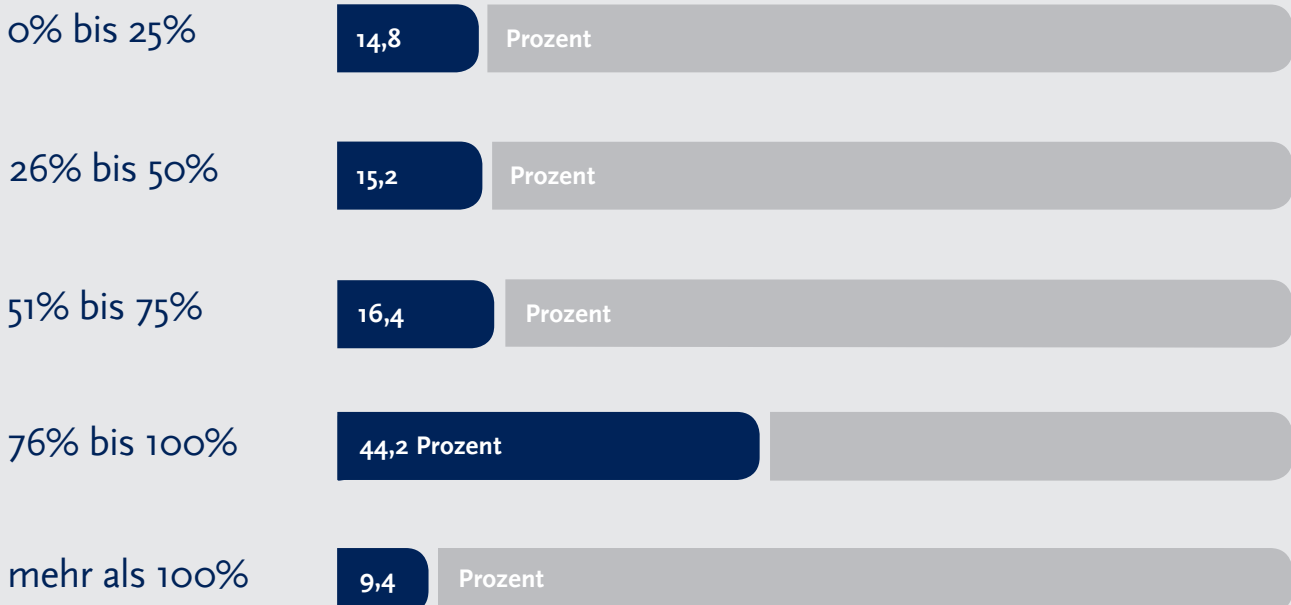 0% bis 25% 14,8 Prozent
26% bis 50% 15,2 Prozent
51% bis 75% 16,4 Prozent
76% bis 100% 44,2 Prozent
mehr als 100% 9,4 Prozent